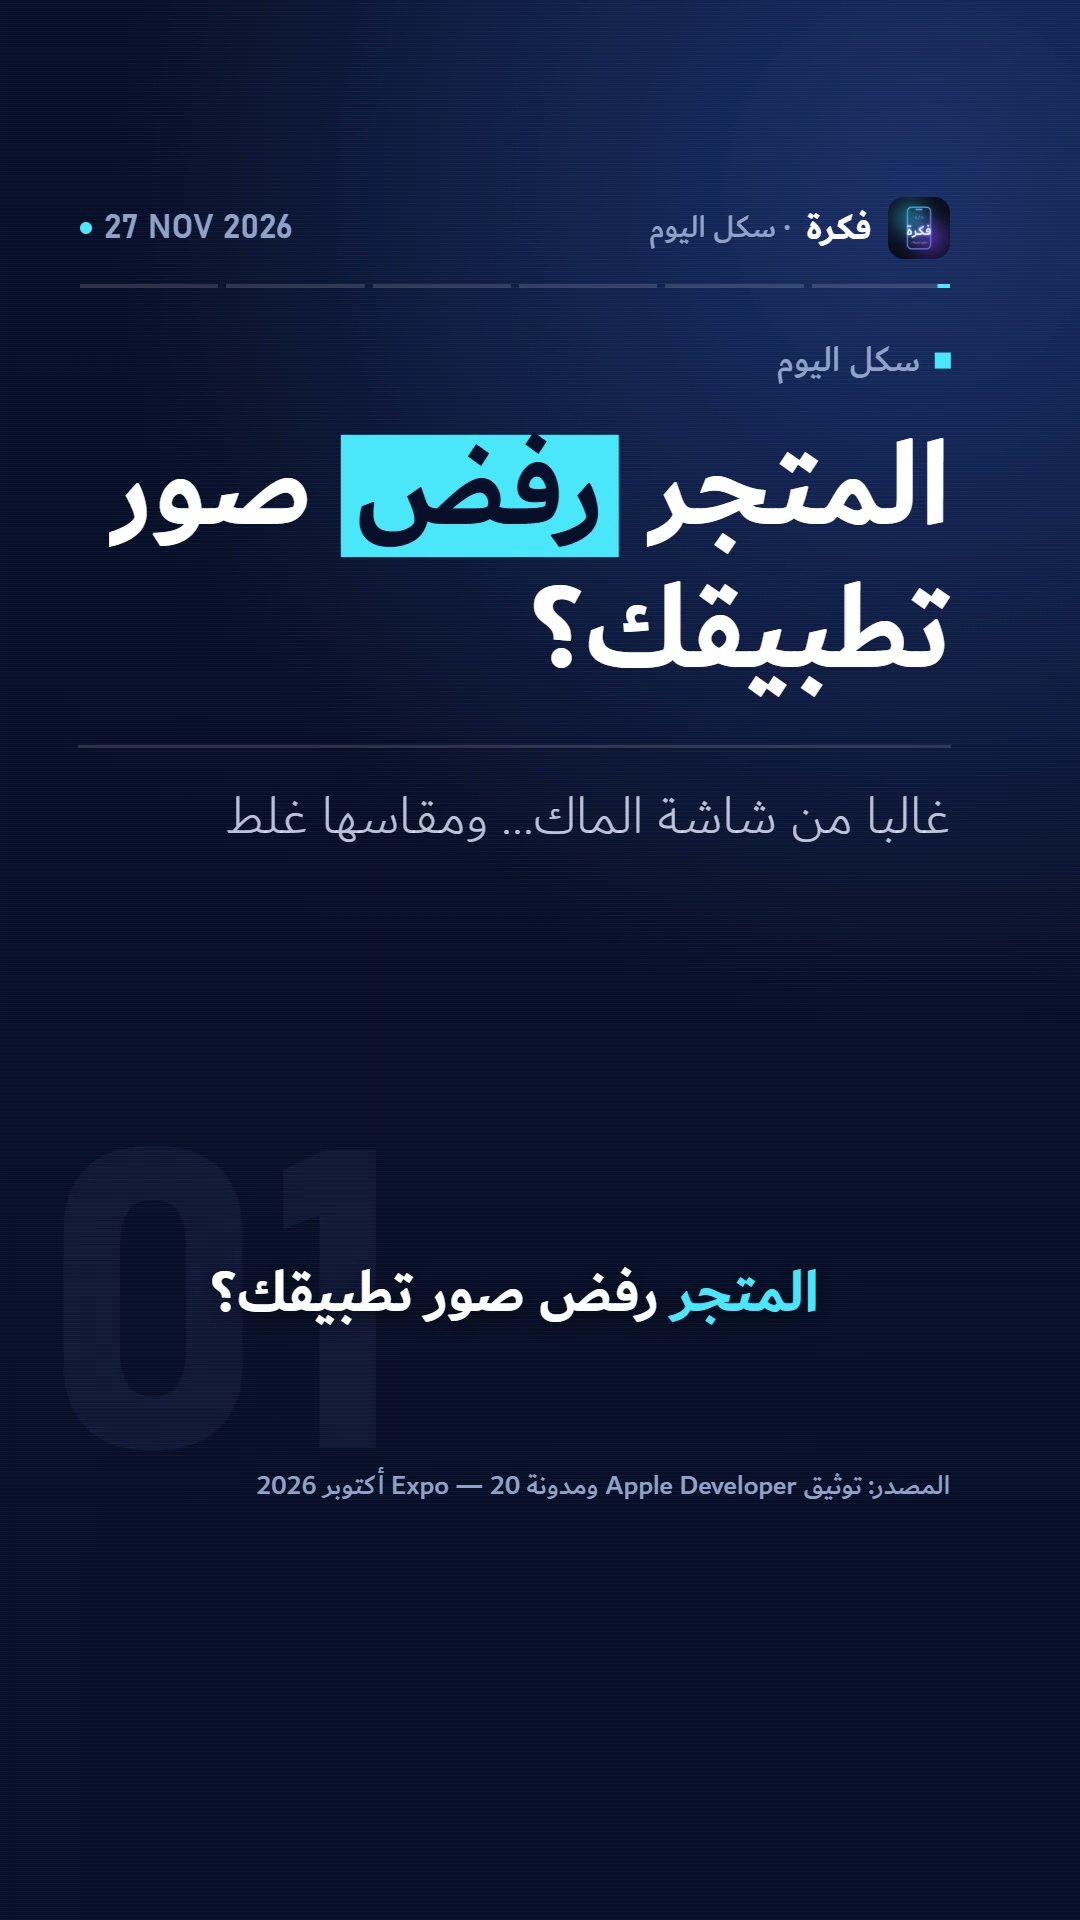 فكرة · سكل اليوم
27 NOV 2026
سكل اليوم
المتجر رفض صور
تطبيقك؟
غالبا من شاشة الماك... ومقاسها غلط
01
المتجر رفض صور تطبيقك؟
المصدر: توثيق Apple Developer ومدونة Expo — 20 أكتوبر 2026